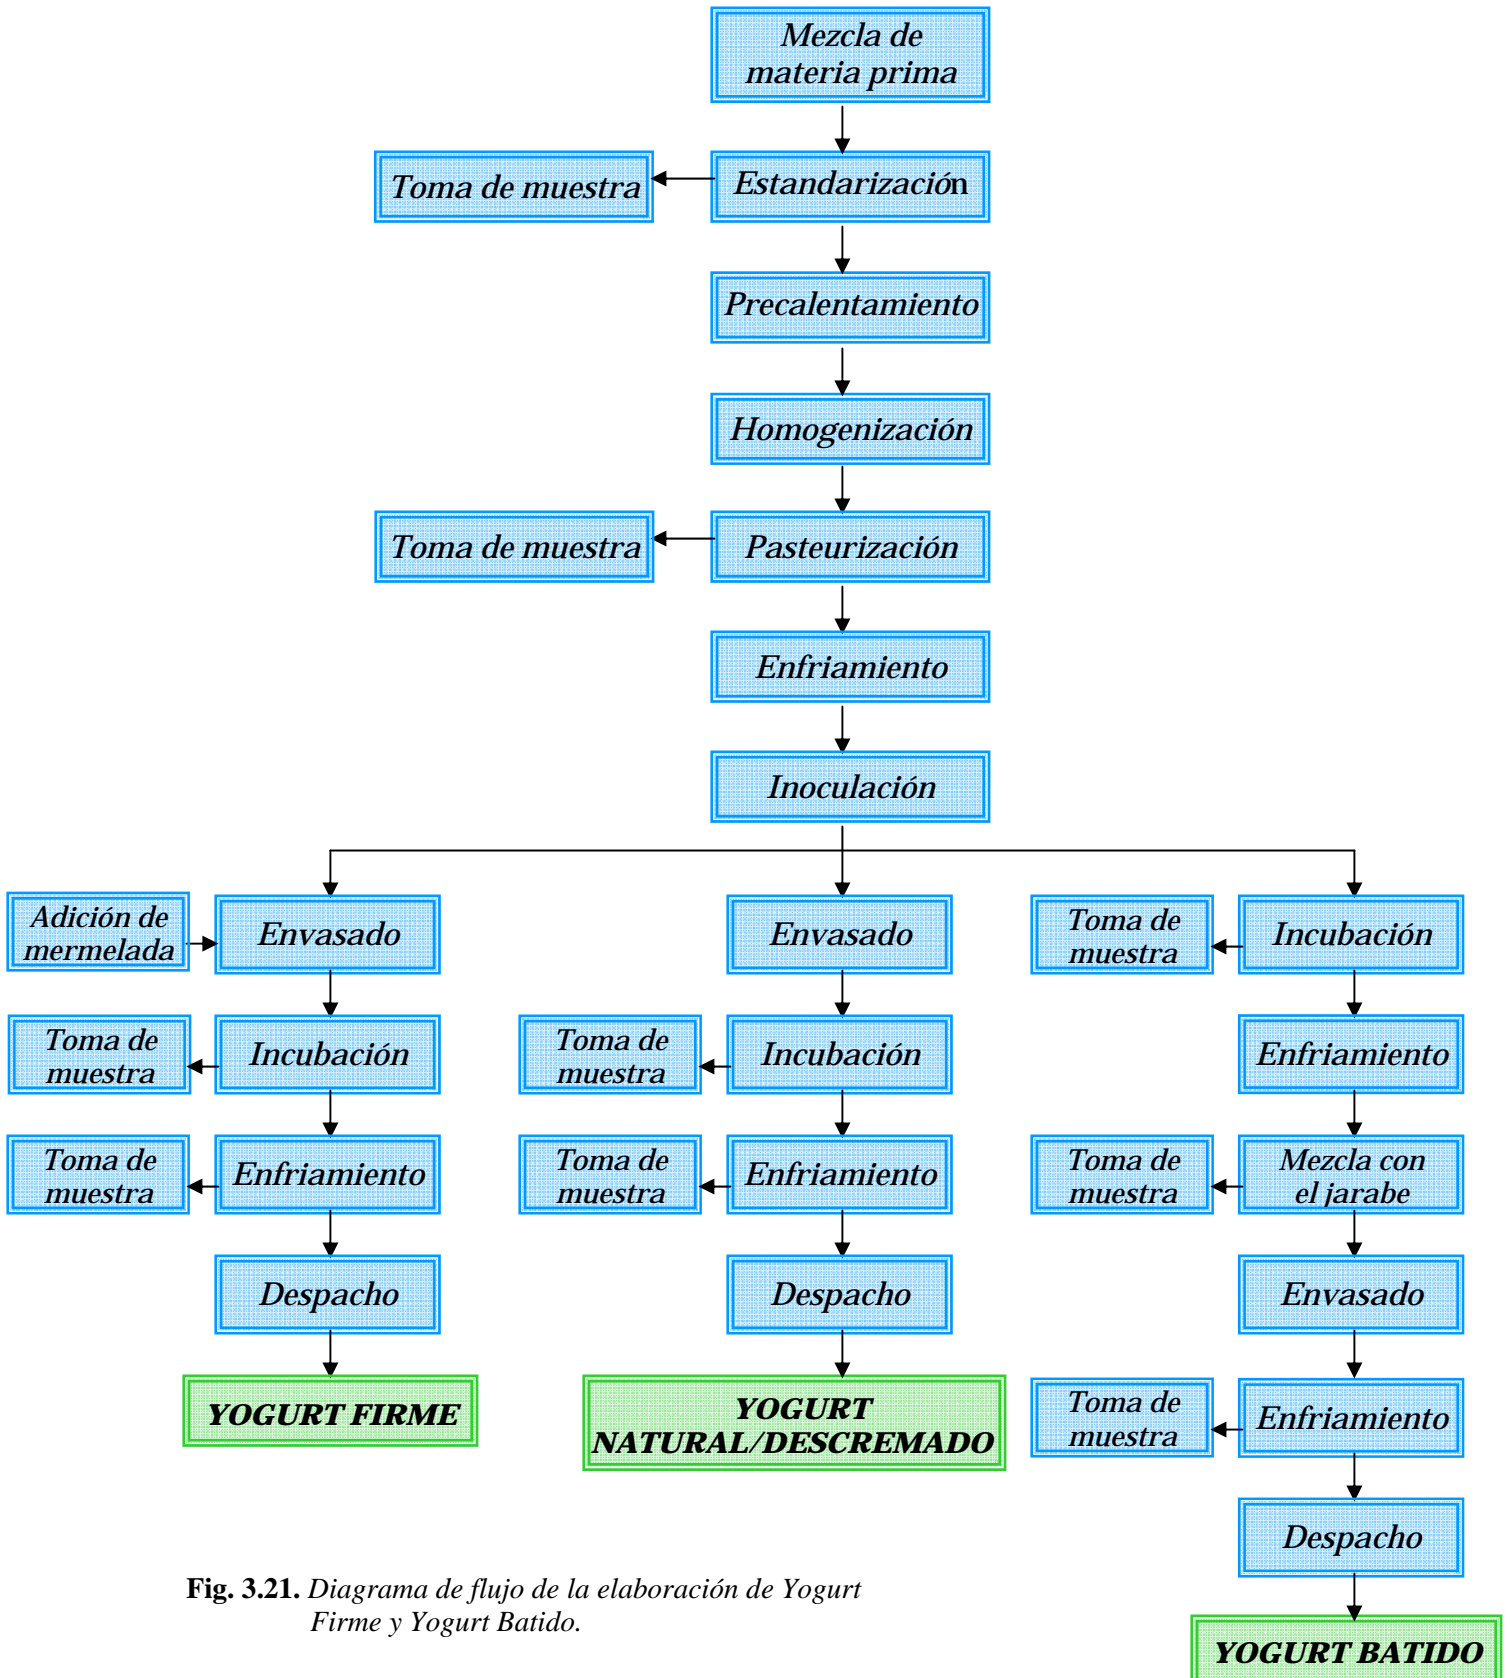 Mezcla de
materia prima
Toma de muestra
Estandarización
Precalentamiento
Homogenización
Toma de muestra
Pasteurización
Enfriamiento
Inoculación
Adición de
mermelada
Envasado
Envasado
Toma de
muestra
Incubación
Toma de
muestra
Incubación
Toma de
muestra
Incubación
Enfriamiento
Toma de
muestra
Enfriamiento
Toma de
muestra
Enfriamiento
Toma de
muestra
Mezcla con
el jarabe
Despacho
Despacho
Envasado
YOGURT FIRME
YOGURT
NATURAL/DESCREMADO
Toma de
muestra
Enfriamiento
Despacho
Fig. 3.21. Diagrama de flujo de la elaboración de Yogurt
Firme y Yogurt Batido.
YOGURT BATIDO